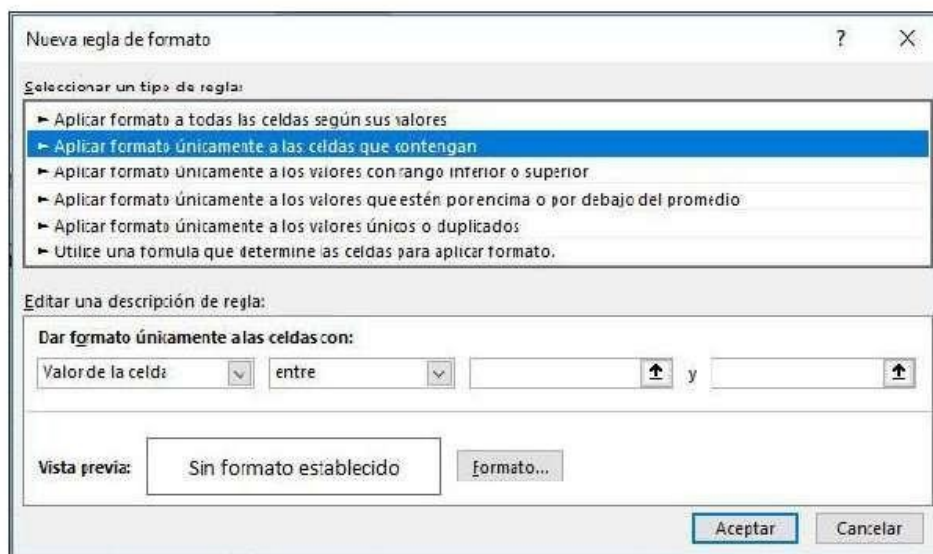 Nueva regla de formato
? X
Seleccionar un tipo de regla:
► Aplicar formato a todas las celdas según sus valores
► Aplicar formato únicamente a las celdas que contengan
► Aplicar formato únicamente a los valores con rango inferior o superior
► Aplicar formato únicamente a los valores que estén por encima o por debajo del promedio
► Aplicar formato únicamente a los valores únicos o duplicados
► Utilice una fórmula que determine las celdas para aplicar formato.
Editar una descripción de regla:
Dar formato únicamente a las celdas con:
Valor de la celda entre y
Vista previa: Sin formato establecido Formato...
Aceptar Cancelar